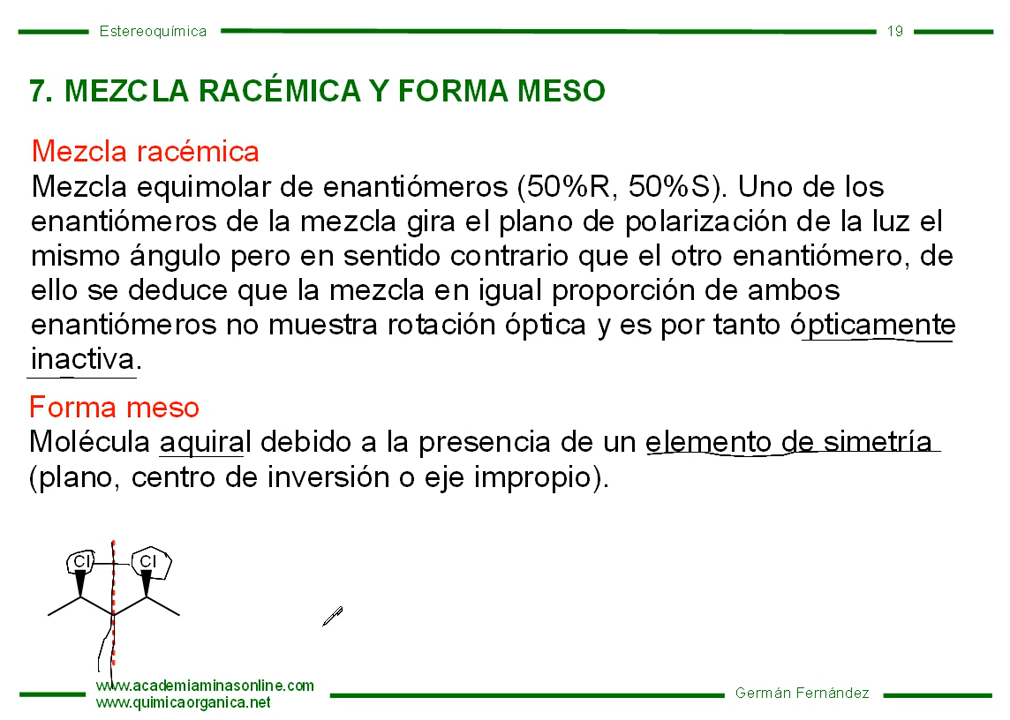 Estereoquímica 19
7. MEZCLA RACÉMICA Y FORMA MESO
Mezcla racémica
Mezcla equimolar de enantiómeros (50%R, 50%S). Uno de los
enantiómeros de la mezcla gira el plano de polarización de la luz el
mismo ángulo pero en sentido contrario que el otro enantiómero, de
ello se deduce que la mezcla en igual proporción de ambos
enantiómeros no muestra rotación óptica y es por tanto ópticamente
inactiva.
Forma meso
Molécula aquiral debido a la presencia de un elemento de simetría
(plano, centro de inversión o eje impropio).
Cl Cl
www.academiaminasonline.com
www.quimicaorganica.net
Germán Fernández